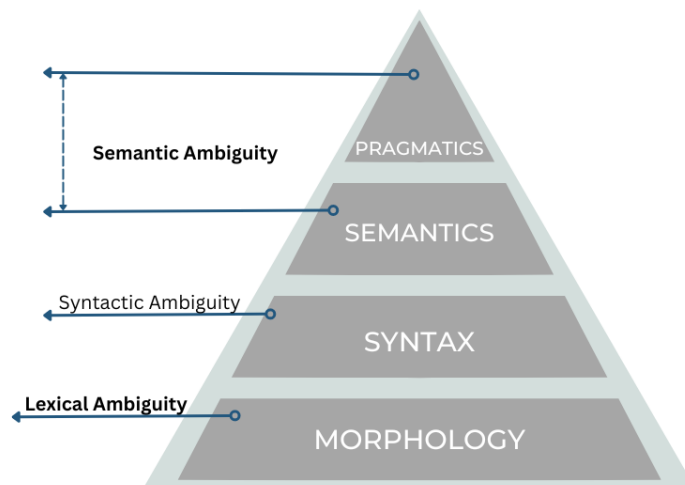 PRAGMATICS
Semantic Ambiguity
SEMANTICS
Syntactic Ambiguity
SYNTAX
Lexical Ambiguity
MORPHOLOGY